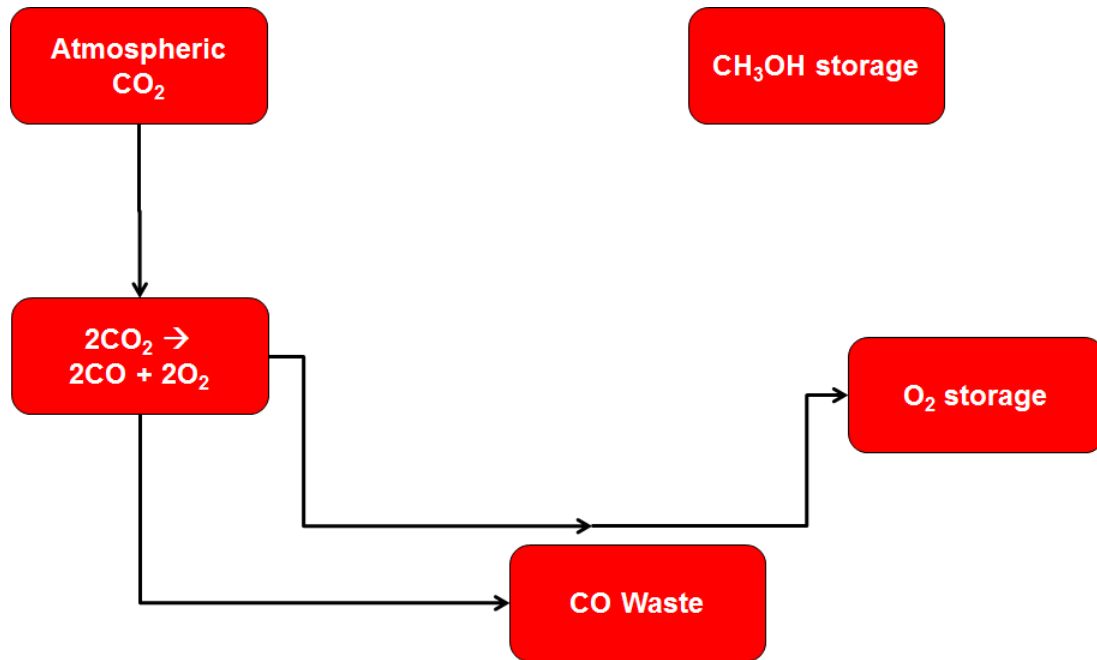 Atmospheric
CO₂
CH₃OH storage
2CO₂ →
2CO + 2O₂
O₂ storage
CO Waste